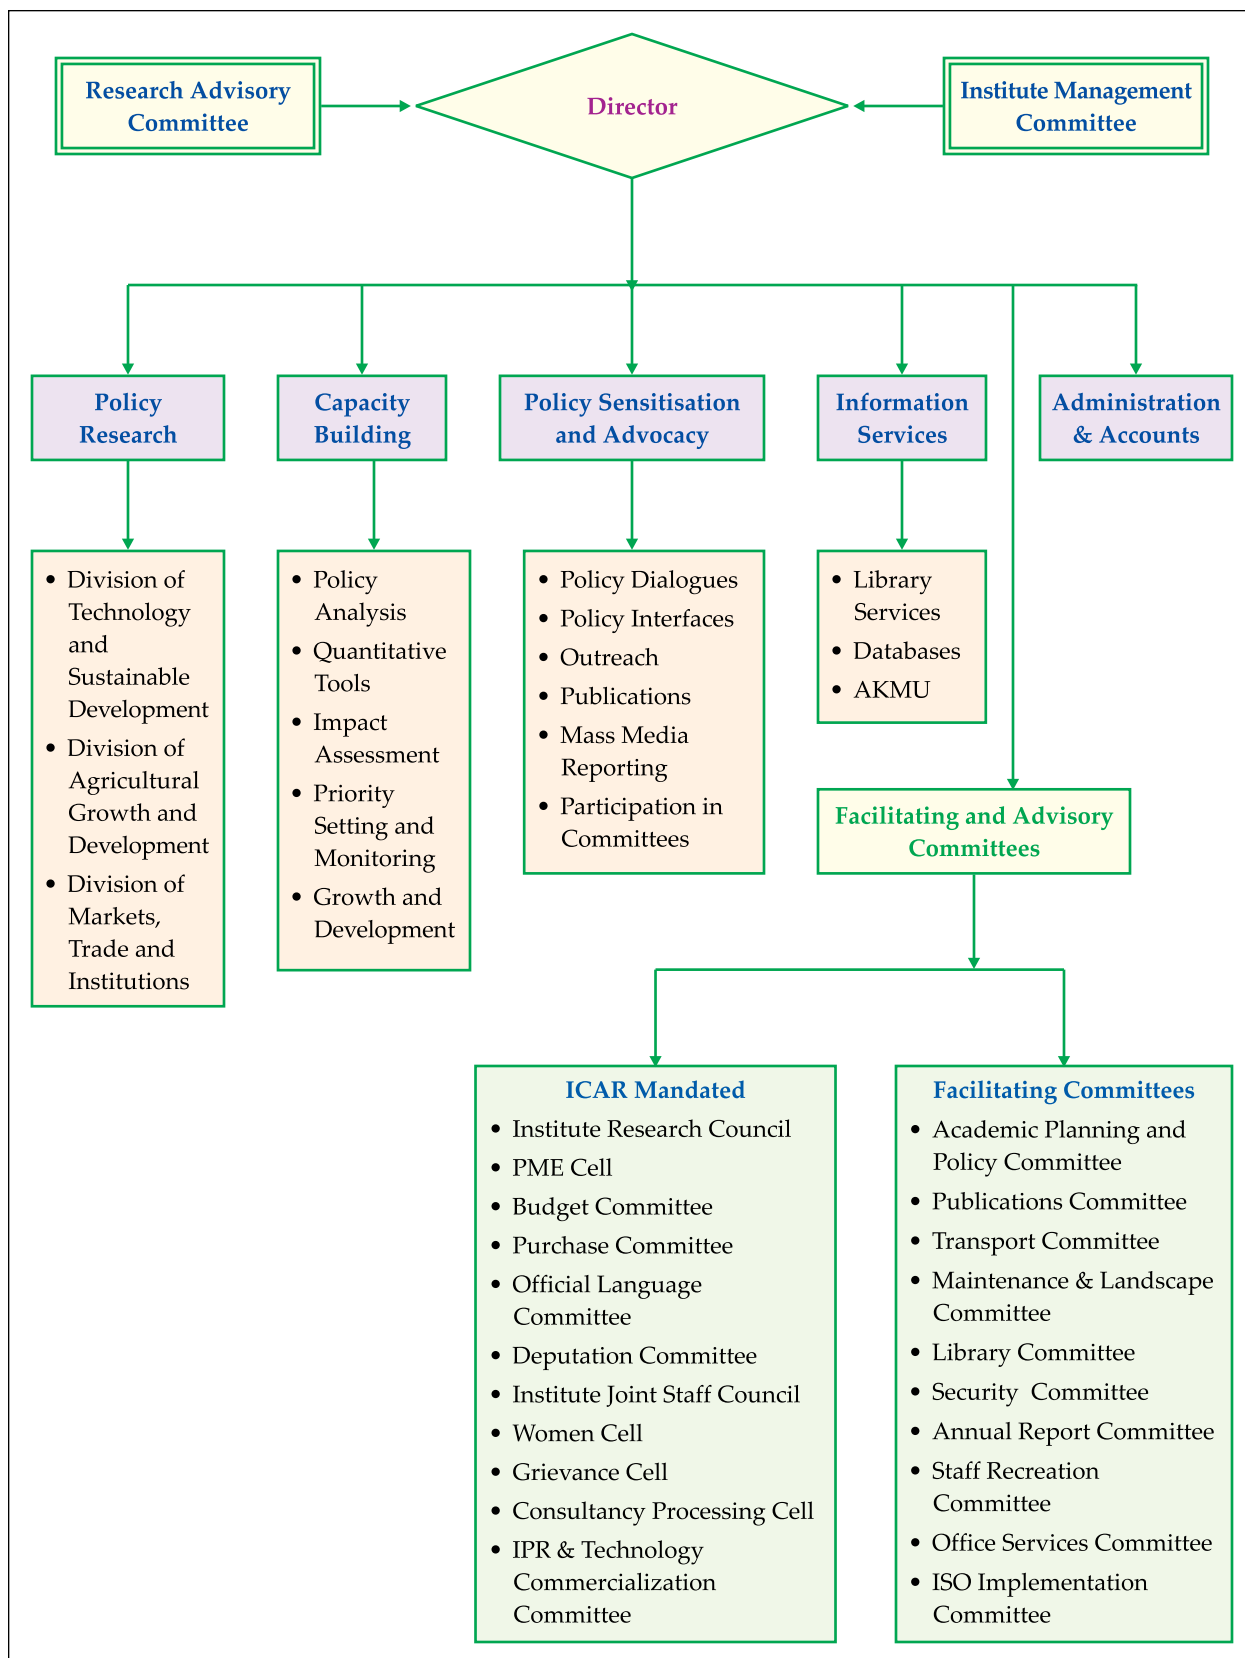 Research Advisory
Committee
Director
Institute Management
Committee
Policy
Research
Capacity
Building
Policy Sensitisation
and Advocacy
Information
Services
Administration
& Accounts
• Division of
Technology
and
Sustainable
Development
• Division of
Agricultural
Growth and
Development
• Division of
Markets,
Trade and
Institutions
• Policy
Analysis
• Quantitative
Tools
• Impact
Assessment
• Priority
Setting and
Monitoring
• Growth and
Development
• Policy Dialogues
• Policy Interfaces
• Outreach
• Publications
• Mass Media
Reporting
• Participation in
Committees
• Library
Services
• Databases
• AKMU
Facilitating and Advisory
Committees
ICAR Mandated
• Institute Research Council
• PME Cell
• Budget Committee
• Purchase Committee
• Official Language
Committee
• Deputation Committee
• Institute Joint Staff Council
• Women Cell
• Grievance Cell
• Consultancy Processing Cell
• IPR & Technology
Commercialization
Committee
Facilitating Committees
• Academic Planning and
Policy Committee
• Publications Committee
• Transport Committee
• Maintenance & Landscape
Committee
• Library Committee
• Security Committee
• Annual Report Committee
• Staff Recreation
Committee
• Office Services Committee
• ISO Implementation
Committee